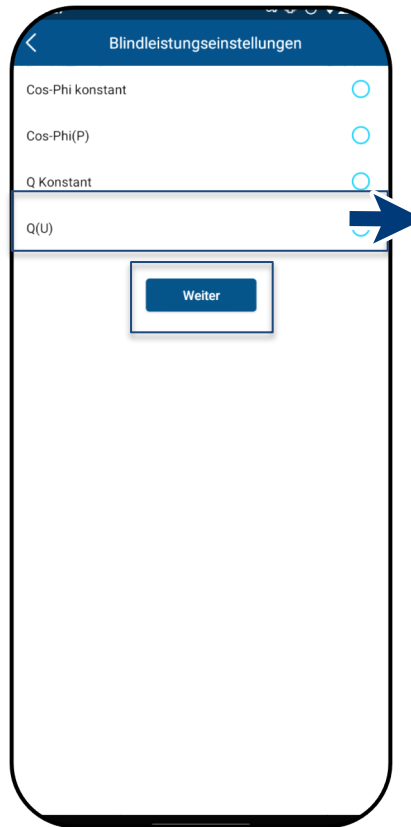 Blindleistungseinstellungen
Cos-Phi konstant
Cos-Phi(P)
Q Konstant
Q(U)
Weiter